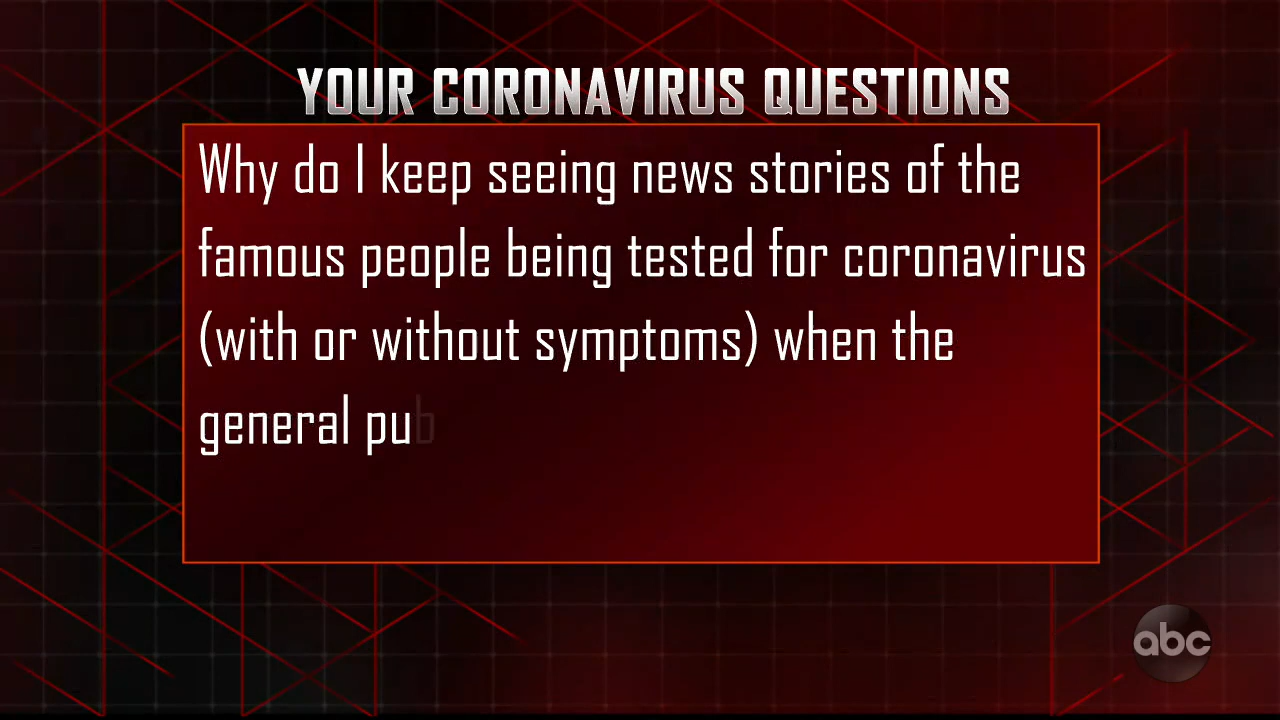 YOUR CORONAVIRUS QUESTIONS
Why do I keep seeing news stories of the
famous people being tested for coronavirus
(with or without symptoms) when the
general pub
abc